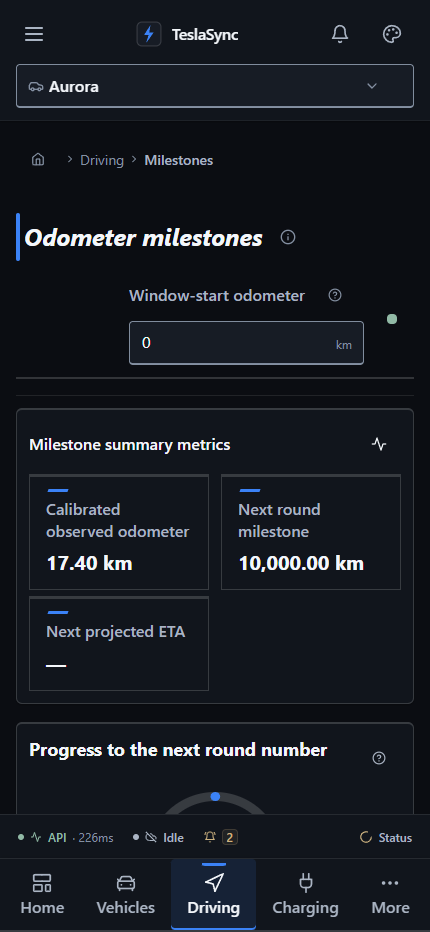 TeslaSync
Aurora
Driving
Milestones
Odometer milestones
Window-start odometer
0
km
Milestone summary metrics
Calibrated
observed odometer
17.40 km
Next round
milestone
10,000.00 km
Next projected ETA
—
Progress to the next round number
API · 226ms
Idle
2
Status
Home
Vehicles
Driving
Charging
More